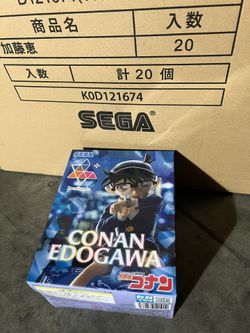 商品名
入数
加藤恵
20
入数
計20個
K0D121674
SEGA
SEGA
CONAN
EDOGAWA
コナン